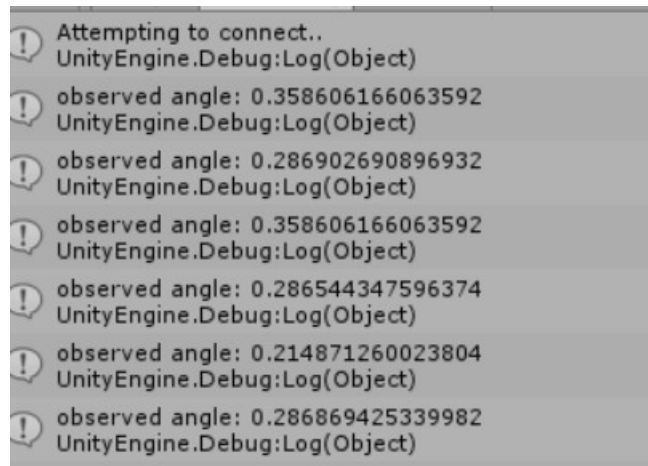 Attempting to connect..
UnityEngine.Debug:Log(Object)
observed angle: 0.358606166063592
UnityEngine.Debug:Log(Object)
observed angle: 0.286902690896932
UnityEngine.Debug:Log(Object)
observed angle: 0.358606166063592
UnityEngine.Debug:Log(Object)
observed angle: 0.286544347596374
UnityEngine.Debug:Log(Object)
observed angle: 0.214871260023804
UnityEngine.Debug:Log(Object)
observed angle: 0.286869425339982
UnityEngine.Debug:Log(Object)